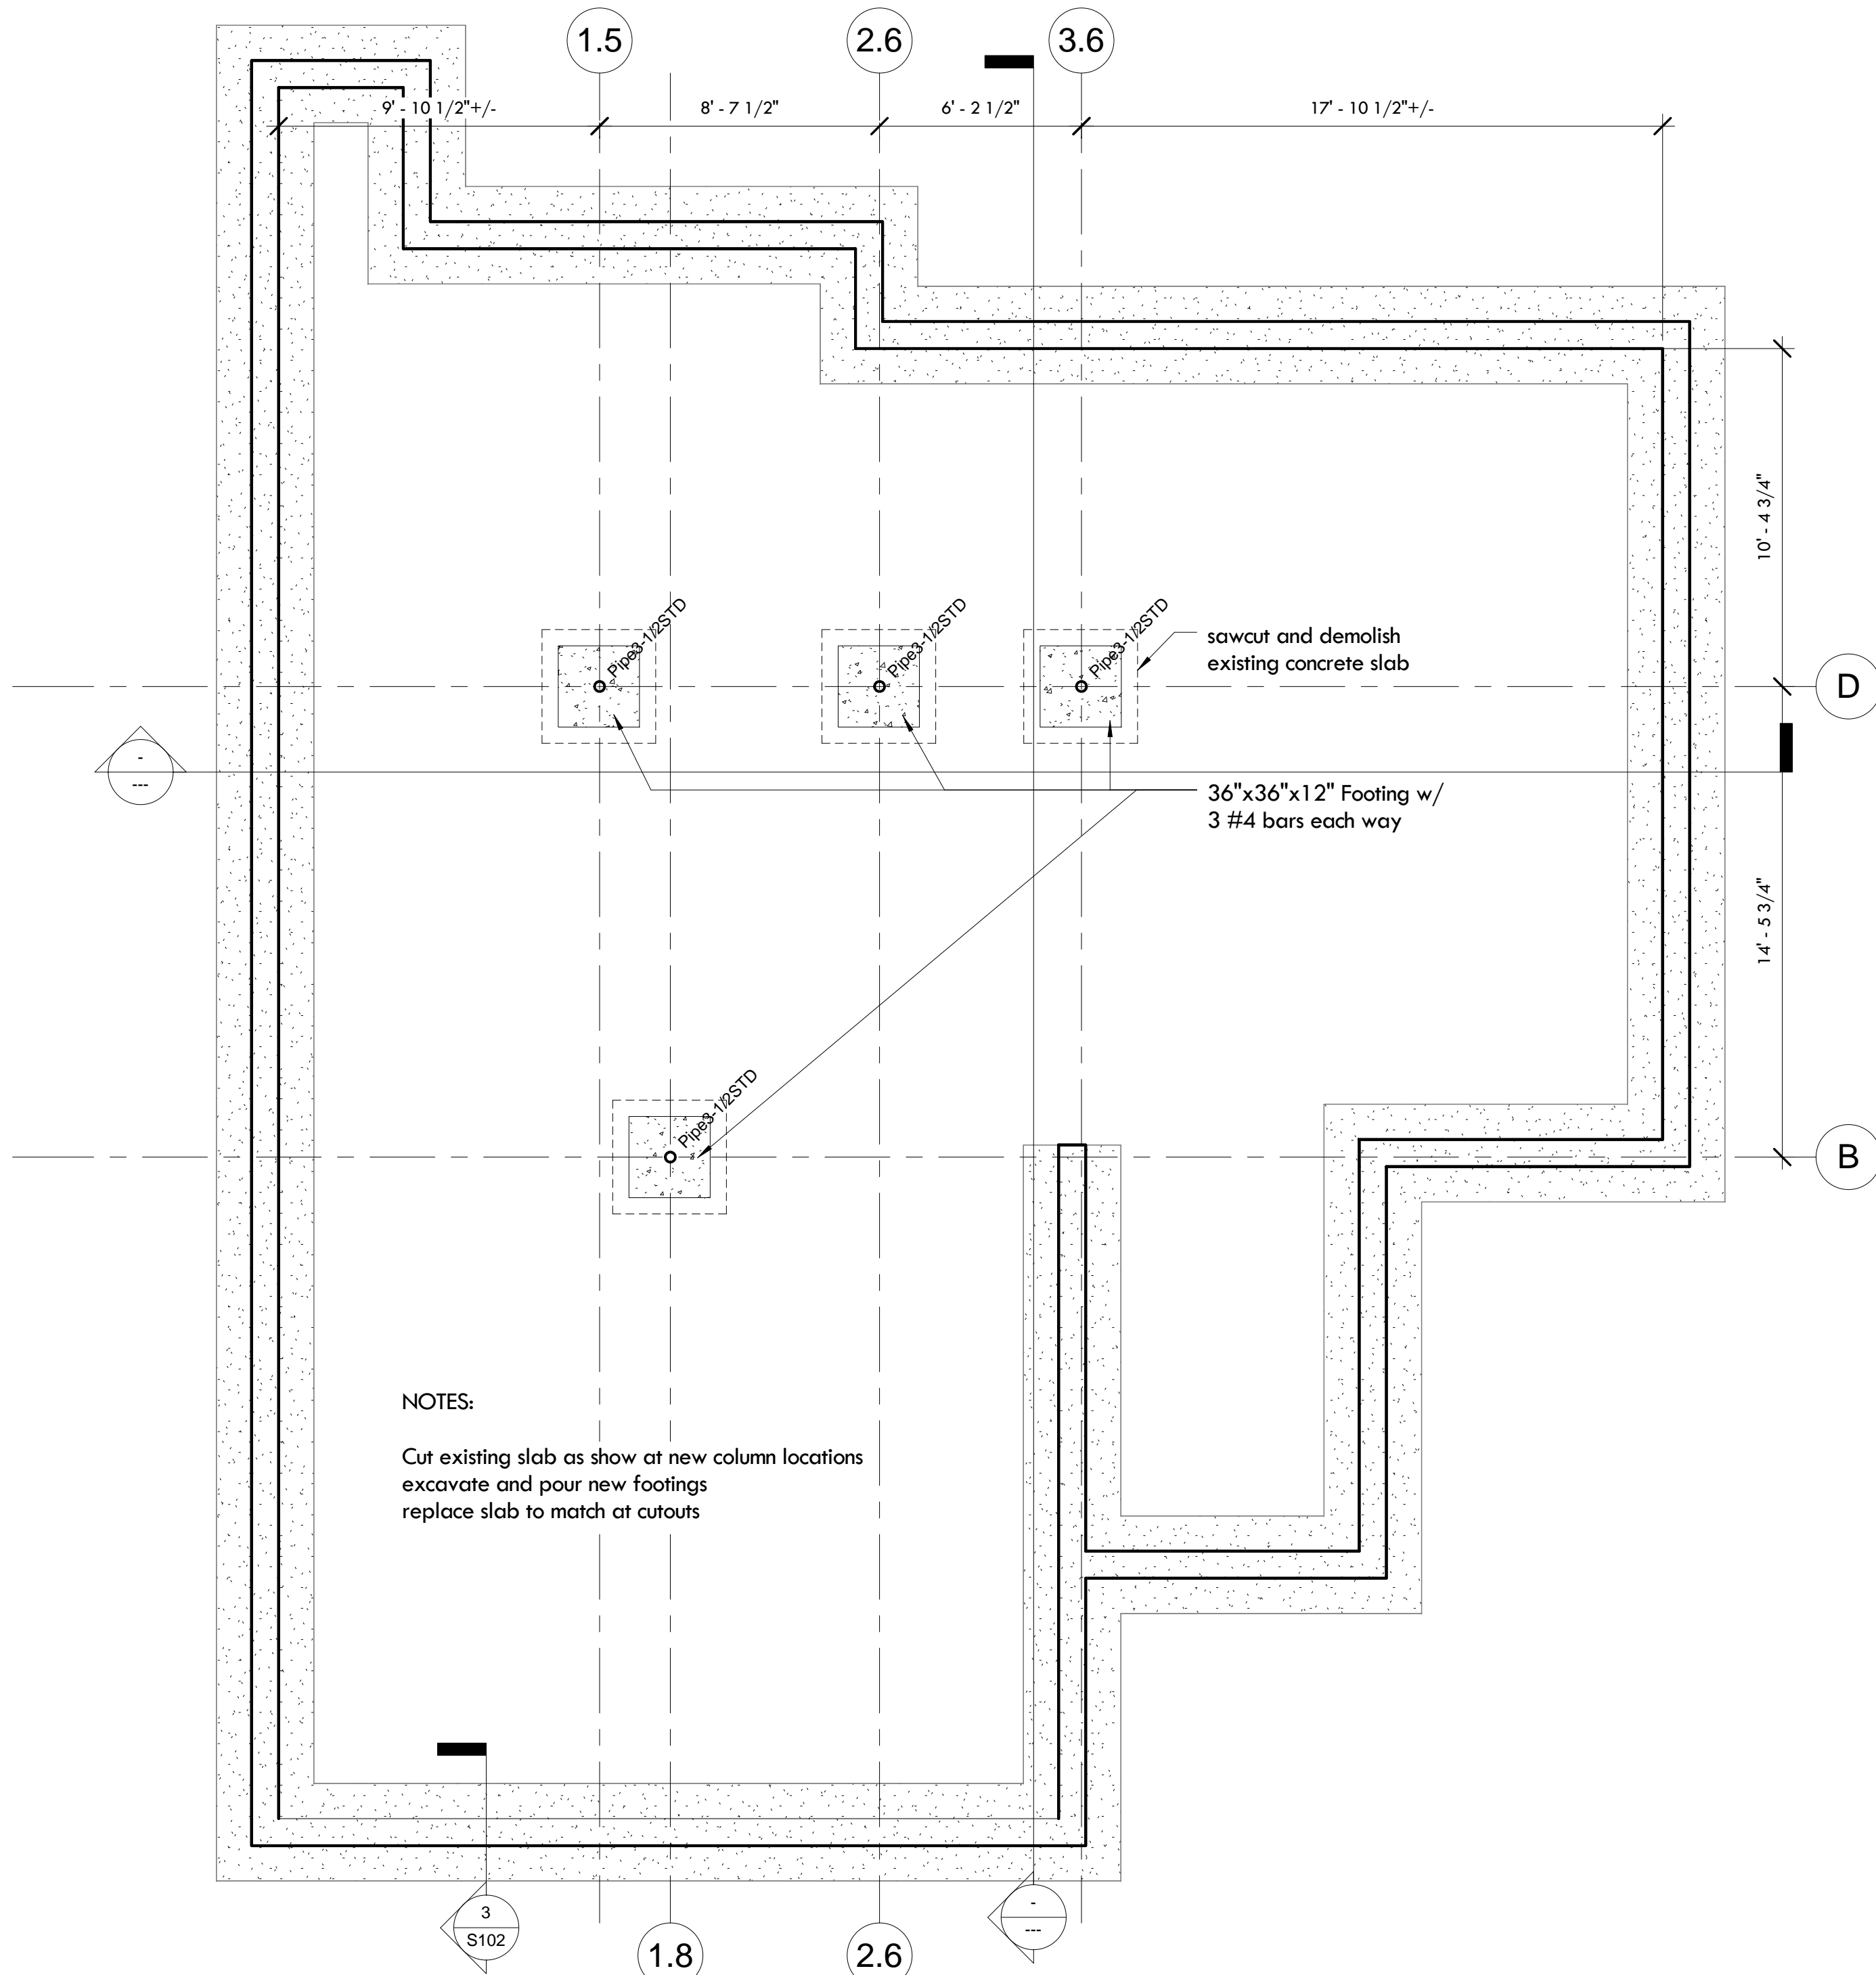 1.5
2.6
3.6
9' - 10 1/2"+/-
8' - 7 1/2"
6' - 2 1/2"
17' - 10 1/2"+/-
10' - 4 3/4"
Pipe3-1/2STD
Pipe3-1/2STD
Pipe3-1/2STD
sawcut and demolish
existing concrete slab
D
-
---
36"x36"x12" Footing w/
3 #4 bars each way
14' - 5 3/4"
Pipe3-1/2STD
B
NOTES:
Cut existing slab as show at new column locations
excavate and pour new footings
replace slab to match at cutouts
3
S102
-
---
1.8
2.6